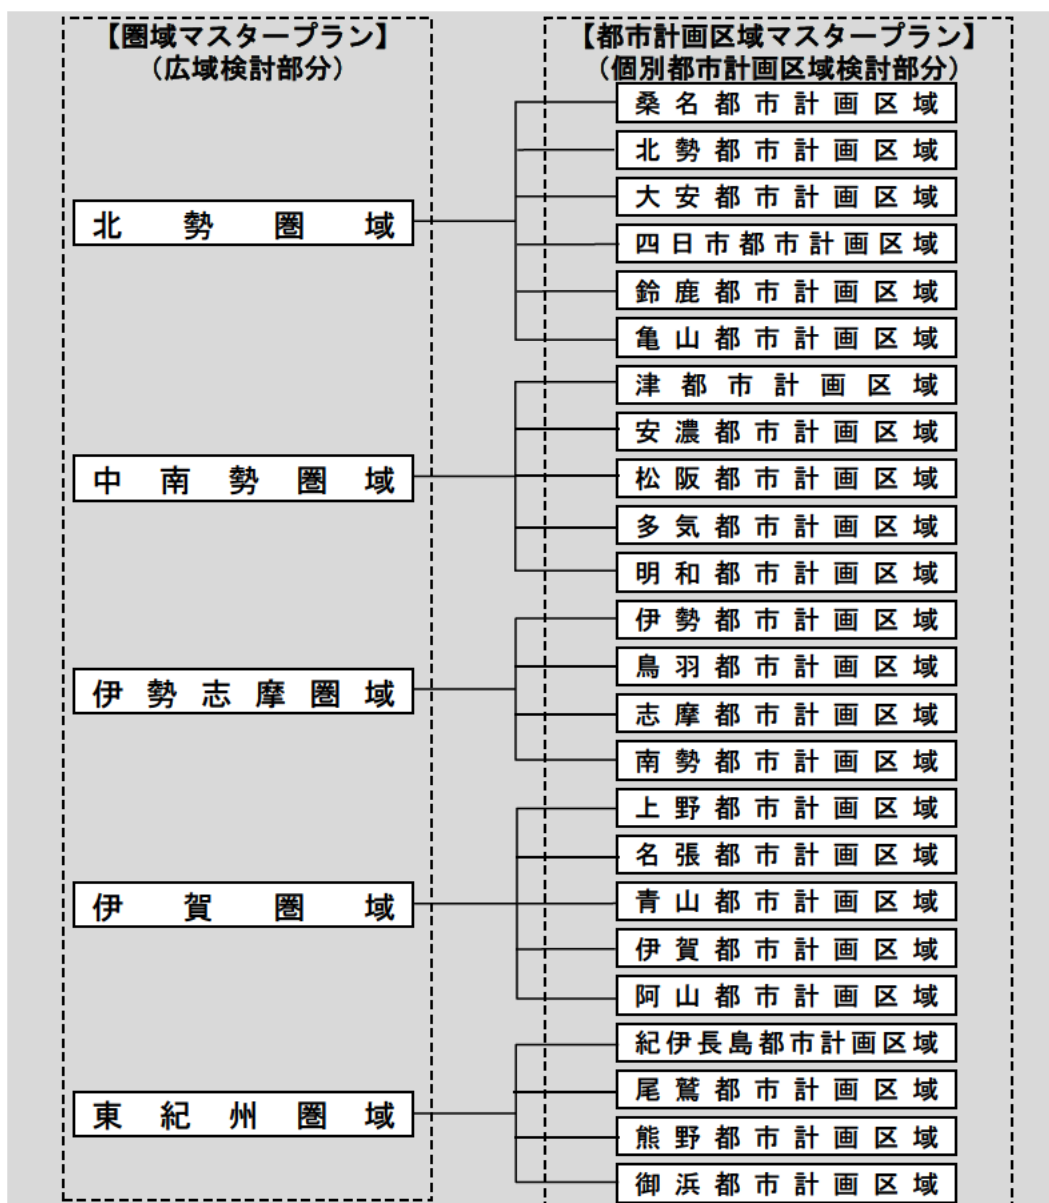 【圏域マスタープラン】
（広域検討部分）
北勢圏域
中南勢圏域
伊勢志摩圏域
伊賀圏域
東紀州圏域
【都市計画区域マスタープラン】
（個別都市計画区域検討部分）
桑名都市計画区域
北勢都市計画区域
大安都市計画区域
四日市都市計画区域
鈴鹿都市計画区域
亀山都市計画区域
津都市計画区域
安濃都市計画区域
松阪都市計画区域
多気都市計画区域
明和都市計画区域
伊勢都市計画区域
鳥羽都市計画区域
志摩都市計画区域
南勢都市計画区域
上野都市計画区域
名張都市計画区域
青山都市計画区域
伊賀都市計画区域
阿山都市計画区域
紀伊長島都市計画区域
尾鷲都市計画区域
熊野都市計画区域
御浜都市計画区域